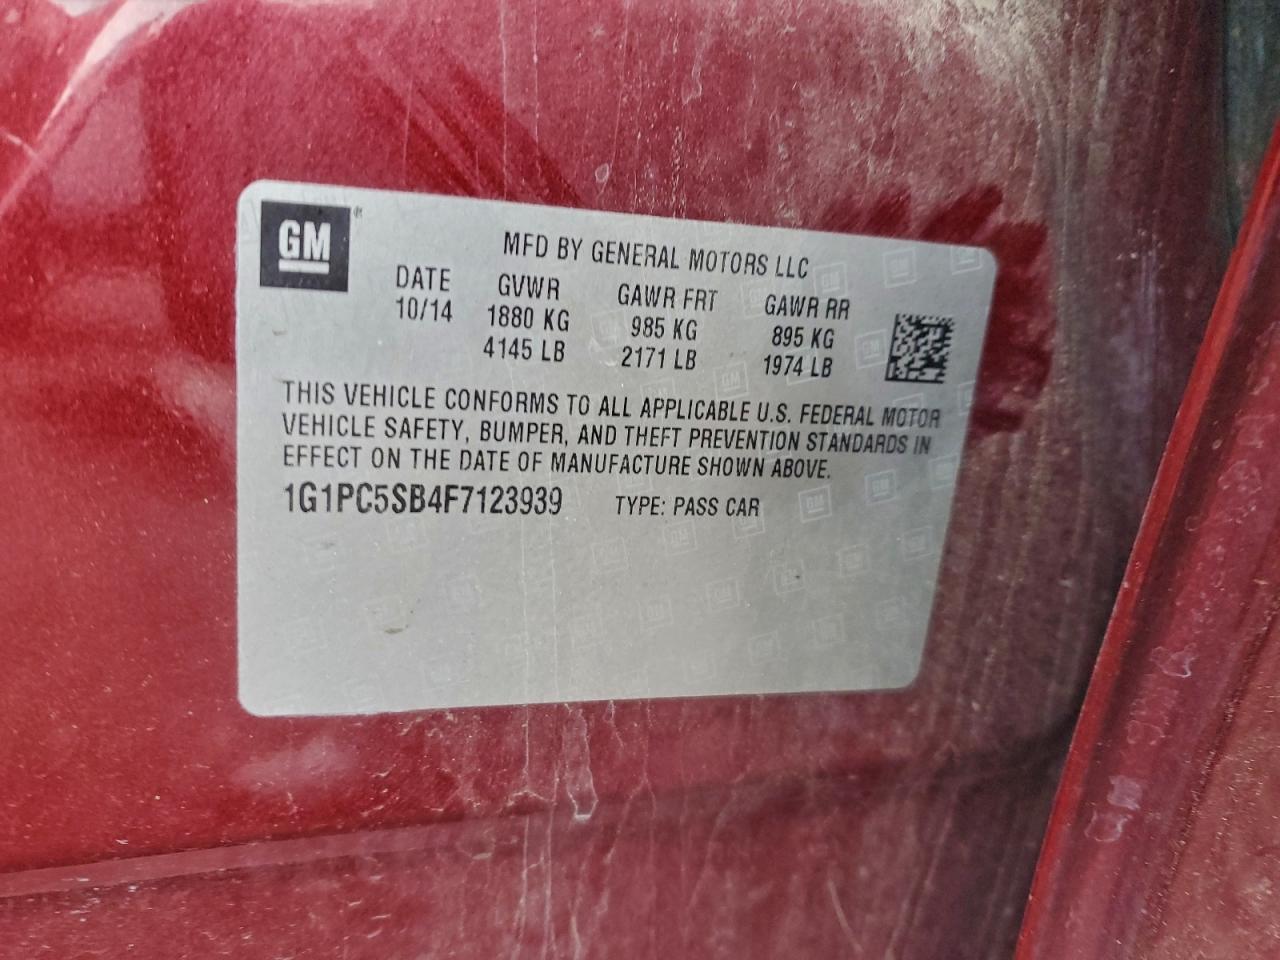 GM®
MFD BY GENERAL MOTORS LLC
DATE GVWR GAWR FRT GAWR RR
10/14 1880 KG 985 KG 895 KG
4145 LB 2171 LB 1974 LB
THIS VEHICLE CONFORMS TO ALL APPLICABLE U.S. FEDERAL MOTOR
VEHICLE SAFETY, BUMPER, AND THEFT PREVENTION STANDARDS IN
EFFECT ON THE DATE OF MANUFACTURE SHOWN ABOVE.
1G1PC5SB4F7123939 TYPE: PASS CAR